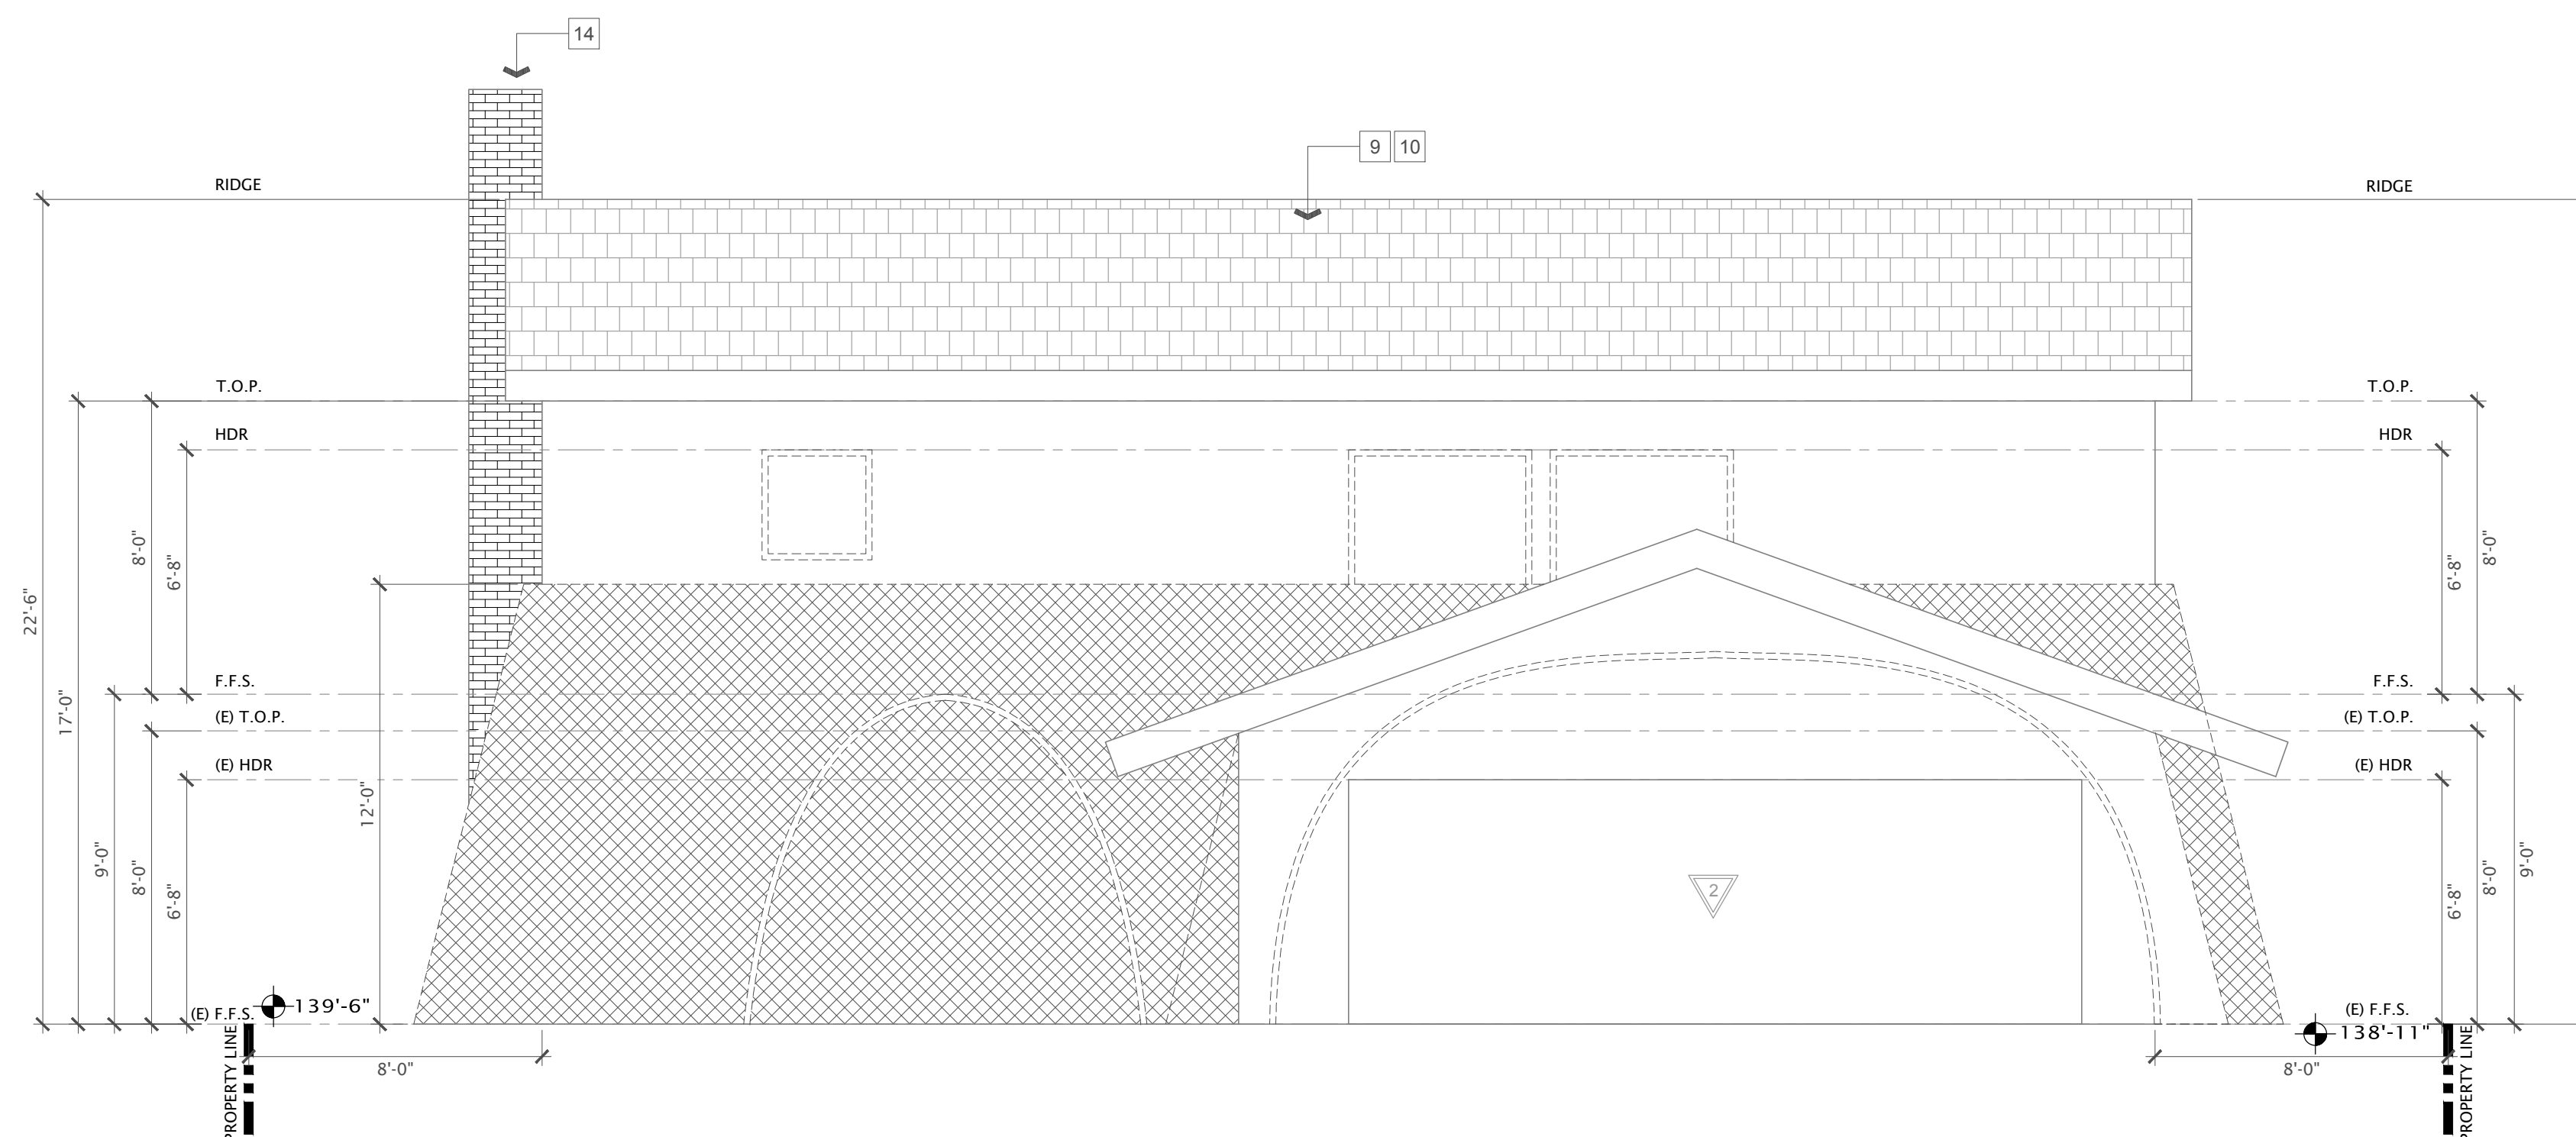 14
9 10
RIDGE RIDGE
T.O.P. T.O.P.
HDR HDR
8'-0" 6'-8" 6'-8" 8'-0"
22'-6"
F.F.S. F.F.S.
17'-0"
(E) T.O.P. (E) T.O.P.
(E) HDR (E) HDR
12'-0"
9'-0" 8'-0" 6'-8" 2 6'-8" 8'-0" 9'-0"
(E) F.F.S. 139'-6" (E) F.F.S.
138'-11"
PROPERTY LINE PROPERTY LINE
8'-0" 8'-0"